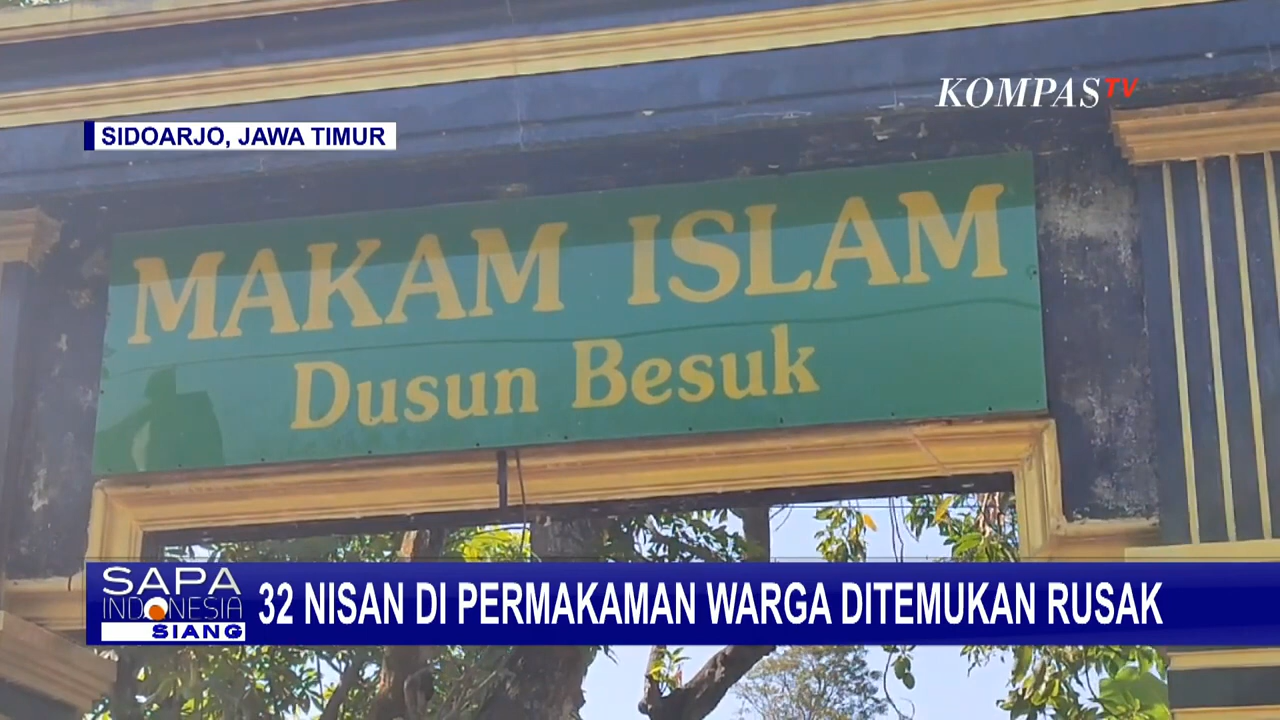 KOMPASTV
SIDOARJO, JAWA TIMUR
MAKAM ISLAM
Dusun Besuk
SAPA
INDONESIA
SIANG
32 NISAN DI PERMAKAMAN WARGA DITEMUKAN RUSAK